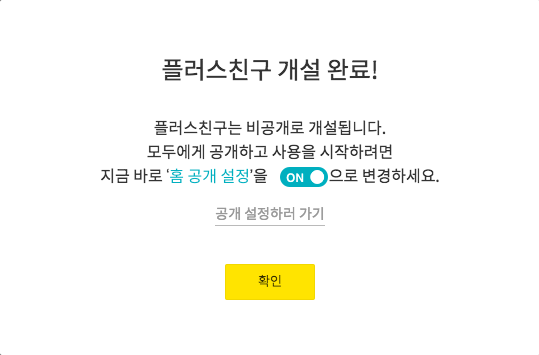 플러스친구 개설 완료!
플러스친구는 비공개로 개설됩니다.
모두에게 공개하고 사용을 시작하려면
지금 바로 '홈 공개 설정'을 ON 으로 변경하세요.
공개 설정하러 가기
확인